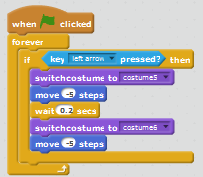 when clicked
forever
if key left arrow pressed? then
switchcostume to costume5
move -5 steps
wait 0.2 secs
switchcostume to costume6
move -5 steps